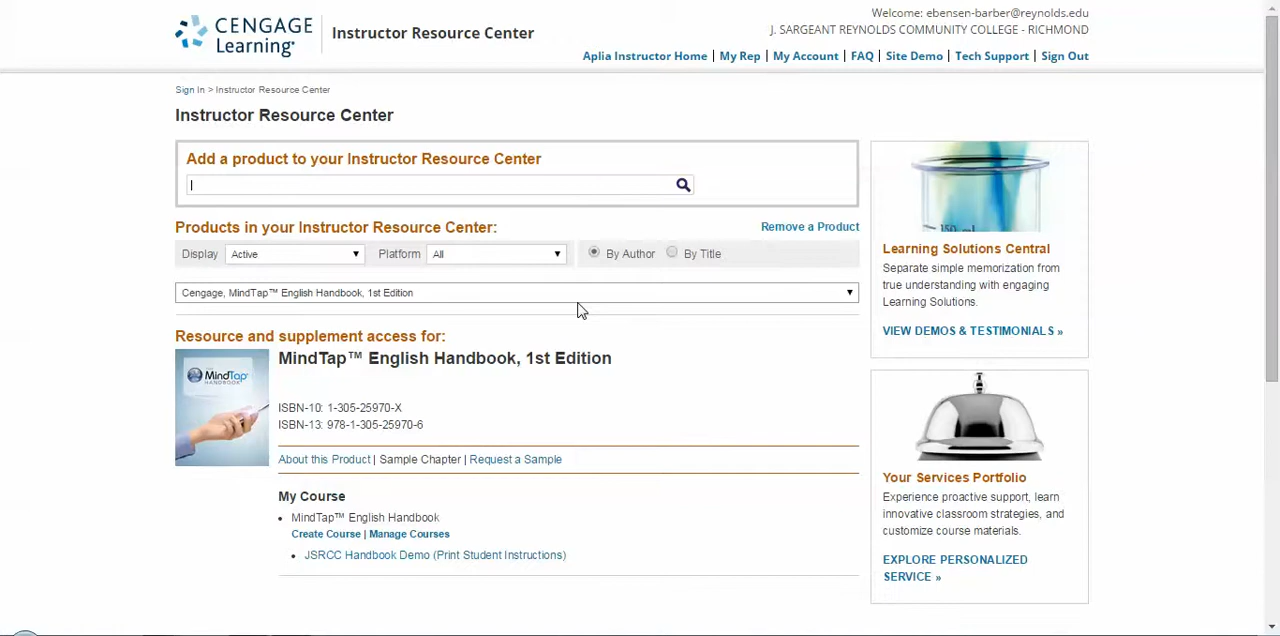 CENGAGE
Learning
Instructor Resource Center
Welcome: ebensen-barber@reynolds.edu
J. SARGEANT REYNOLDS COMMUNITY COLLEGE - RICHMOND
Aplia Instructor Home | My Rep | My Account | FAQ | Site Demo | Tech Support | Sign Out
Sign In > Instructor Resource Center
Instructor Resource Center
Add a product to your Instructor Resource Center
Products in your Instructor Resource Center:
Remove a Product
Display Active Platform All By Author By Title
Cengage, MindTap™ English Handbook, 1st Edition
Resource and supplement access for:
MindTap™ English Handbook, 1st Edition
MindTap
HANDBOOK
ISBN-10: 1-305-25970-X
ISBN-13: 978-1-305-25970-6
About this Product | Sample Chapter | Request a Sample
My Course
MindTap™ English Handbook
Create Course | Manage Courses
JSRCC Handbook Demo (Print Student Instructions)
350 ml
Learning Solutions Central
Separate simple memorization from
true understanding with engaging
Learning Solutions.
VIEW DEMOS & TESTIMONIALS »
Your Services Portfolio
Experience proactive support, learn
innovative classroom strategies, and
customize course materials.
EXPLORE PERSONALIZED
SERVICE »